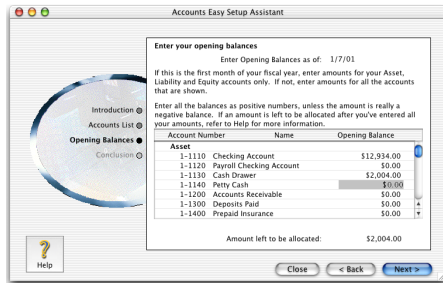 Accounts Easy Setup Assistant
Introduction
Accounts List
Opening Balances
Conclusion
Help
Enter your opening balances
Enter Opening Balances as of: 1/7/01
If this is the first month of your fiscal year, enter amounts for your Asset,
Liability and Equity accounts only. If not, enter amounts for all the accounts
that are shown.
Enter all the balances as positive numbers, unless the amount is really a
negative balance. If an amount is left to be allocated after you've entered all
your amounts, refer to Help for more information.
Account Number Name Opening Balance
Asset
1-1110 Checking Account $12,934.00
1-1120 Payroll Checking Account $0.00
1-1130 Cash Drawer $2,004.00
1-1140 Petty Cash $0.00
1-1200 Accounts Receivable $0.00
1-1300 Deposits Paid $0.00
1-1400 Prepaid Insurance $0.00
Amount left to be allocated: $2,004.00
Close < Back Next >